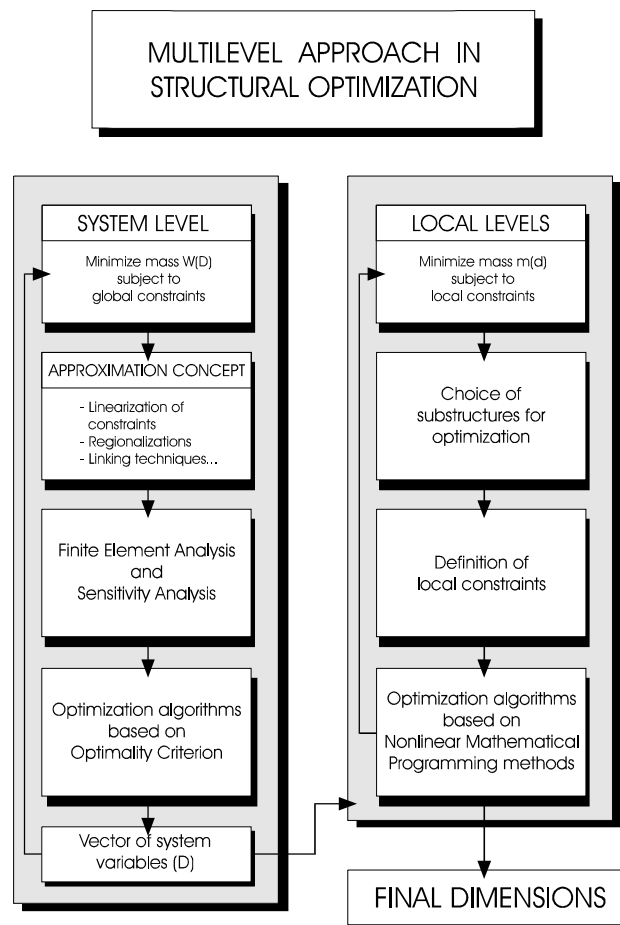 MULTILEVEL APPROACH IN
STRUCTURAL OPTIMIZATION
SYSTEM LEVEL
Minimize mass W(D)
subject to
global constraints
APPROXIMATION CONCEPT
- Linearization of
constraints
- Regionalizations
- Linking techniques...
Finite Element Analysis
and
Sensitivity Analysis
Optimization algorithms
based on
Optimality Criterion
Vector of system
variables (D)
LOCAL LEVELS
Minimize mass m(d)
subject to
local constraints
Choice of
substructures for
optimization
Definition of
local constraints
Optimization algorithms
based on
Nonlinear Mathematical
Programming methods
FINAL DIMENSIONS